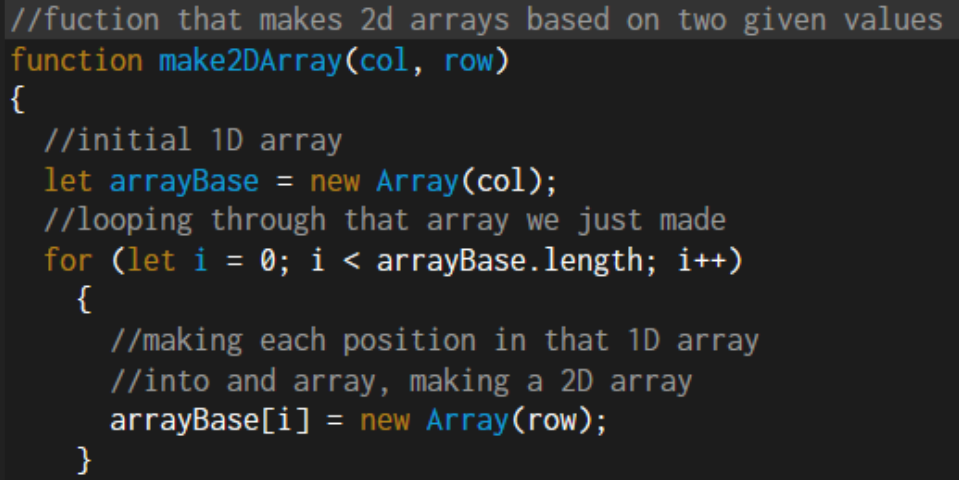 //fuction that makes 2d arrays based on two given values
function make2DArray(col, row)
{
//initial 1D array
let arrayBase = new Array(col);
//looping through that array we just made
for (let i = 0; i < arrayBase.length; i++)
{
//making each position in that 1D array
//into and array, making a 2D array
arrayBase[i] = new Array(row);
}